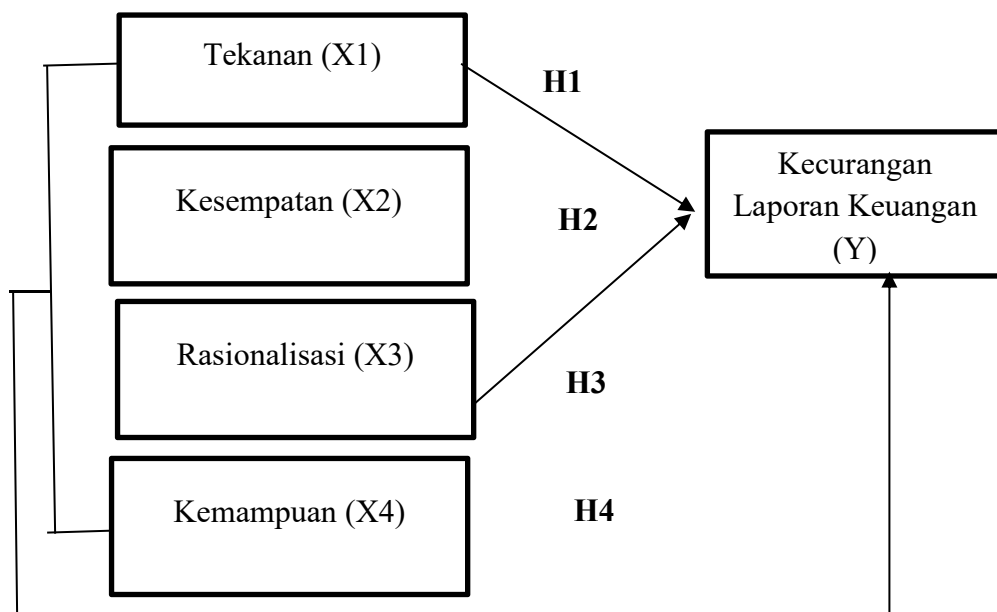 Tekanan (X1)
H1
Kecurangan
Laporan Keuangan
(Y)
Kesempatan (X2)
H2
Rasionalisasi (X3)
H3
Kemampuan (X4)
H4